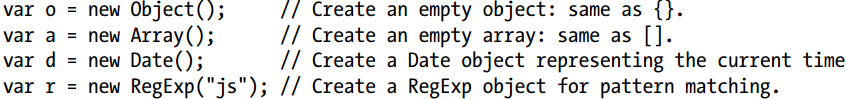 var o = new Object();     // Create an empty object: same as {}.
var a = new Array();      // Create an empty array: same as [].
var d = new Date();       // Create a Date object representing the current time
var r = new RegExp("js"); // Create a RegExp object for pattern matching.